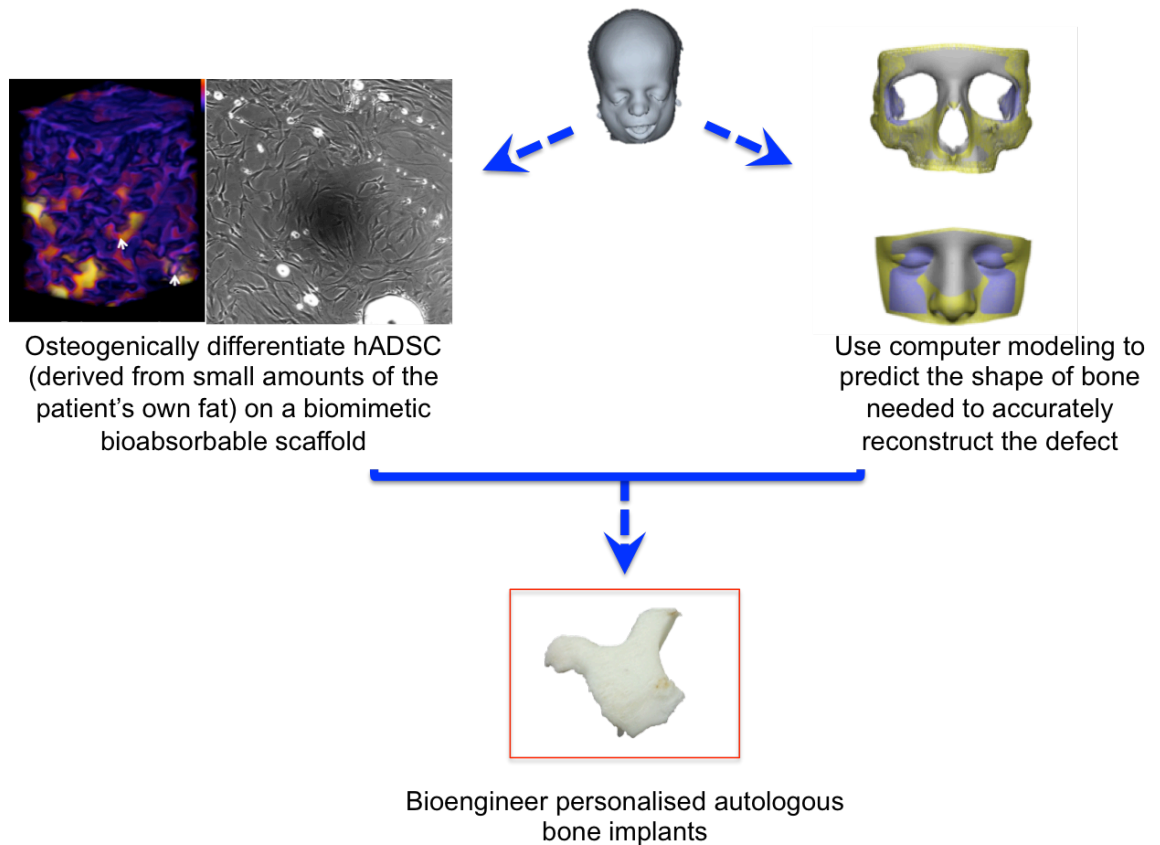 Osteogenically differentiate hADSC
(derived from small amounts of the
patient's own fat) on a biomimetic
bioabsorbable scaffold
Use computer modeling to
predict the shape of bone
needed to accurately
reconstruct the defect
Bioengineer personalised autologous
bone implants